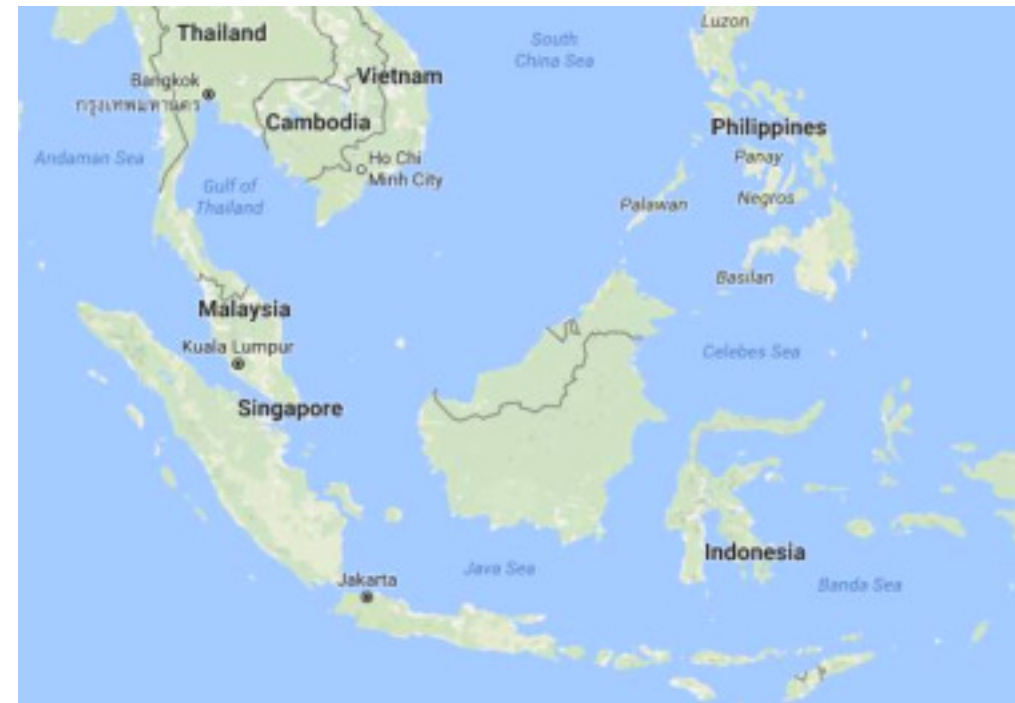 Luzon
Thailand
South
China Sea
Vietnam
Bangkok
กรุงเทพมหานคร
Cambodia
Philippines
Andaman Sea
Ho Chi
Minh City
Panay
Gulf of
Thailand
Negros
Palawan
Basilan
Malaysia
Kuala Lumpur
Celebes Sea
Singapore
Indonesia
Java Sea
Jakarta
Banda Sea